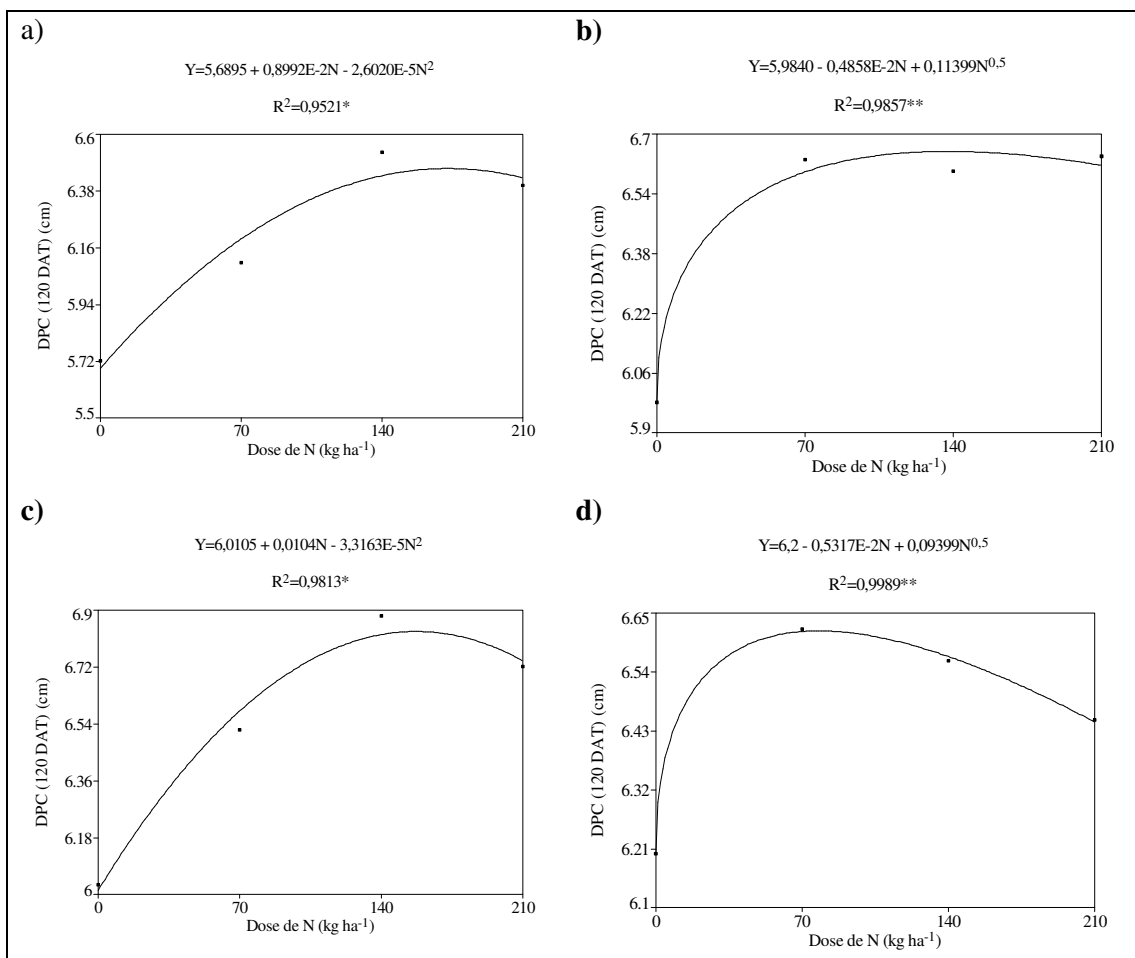 a)
Y=5,6895 + 0,8992E-2N - 2,6020E-5N²
R²=0,9521*
DPC (120 DAT) (cm)
6.6
6.38
6.16
5.94
5.72
5.5
0 70 140 210
Dose de N (kg ha⁻¹)
b)
Y=5,9840 - 0,4858E-2N + 0,11399N⁰,⁵
R²=0,9857**
DPC (120 DAT) (cm)
6.7
6.54
6.38
6.22
6.06
5.9
0 70 140 210
Dose de N (kg ha⁻¹)
c)
Y=6,0105 + 0,0104N - 3,3163E-5N²
R²=0,9813*
DPC (120 DAT) (cm)
6.9
6.72
6.54
6.36
6.18
6
0 70 140 210
Dose de N (kg ha⁻¹)
d)
Y=6,2 - 0,5317E-2N + 0,09399N⁰,⁵
R²=0,9989**
DPC (120 DAT) (cm)
6.65
6.54
6.43
6.32
6.21
6.1
0 70 140 210
Dose de N (kg ha⁻¹)